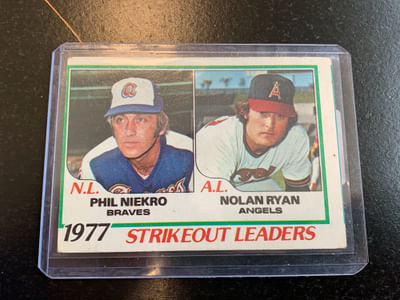 N.L. A.L.
PHIL NIEKRO NOLAN RYAN
BRAVES ANGELS
1977 STRIKEOUT LEADERS